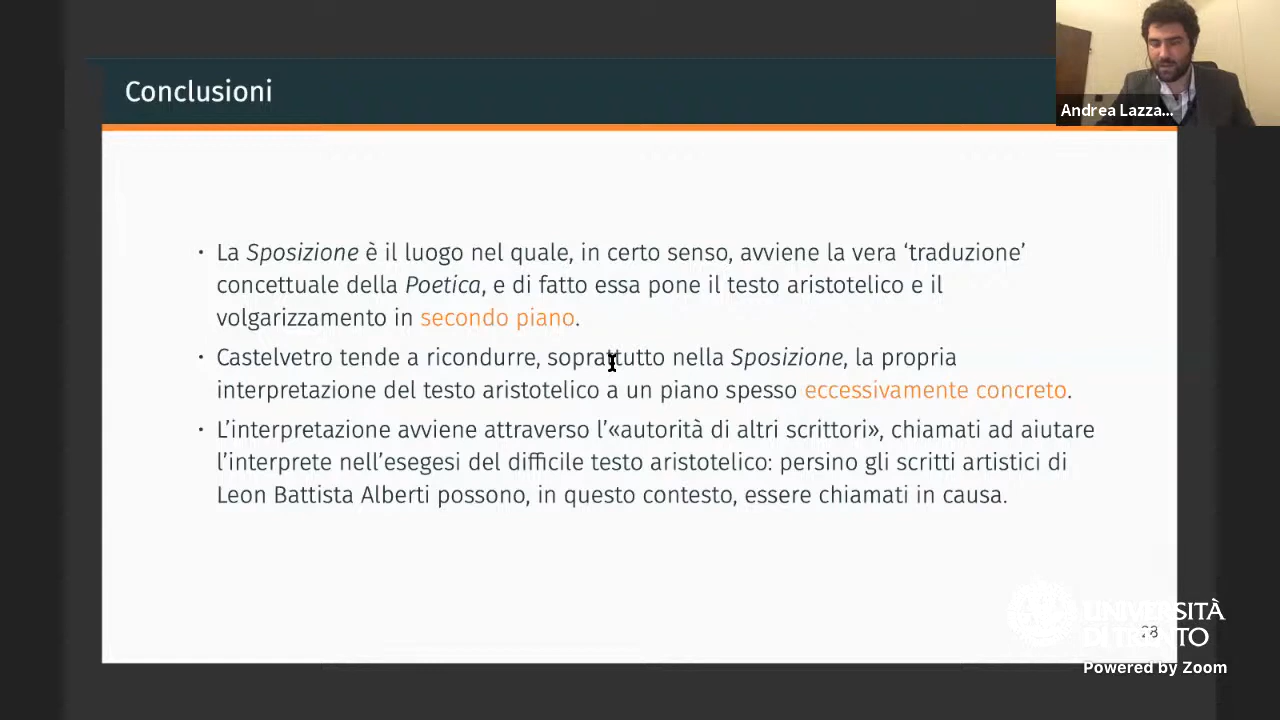 Conclusioni
Andrea Lazza...
· La Sposizione è il luogo nel quale, in certo senso, avviene la vera ‘traduzione’
concettuale della Poetica, e di fatto essa pone il testo aristotelico e il
volgarizzamento in secondo piano.
· Castelvetro tende a ricondurre, soprattutto nella Sposizione, la propria
interpretazione del testo aristotelico a un piano spesso eccessivamente concreto.
· L’interpretazione avviene attraverso l’«autorità di altri scrittori», chiamati ad aiutare
l’interprete nell’esegesi del difficile testo aristotelico: persino gli scritti artistici di
Leon Battista Alberti possono, in questo contesto, essere chiamati in causa.
UNIVERSITÀ
DI TRENTO
28
Powered by Zoom